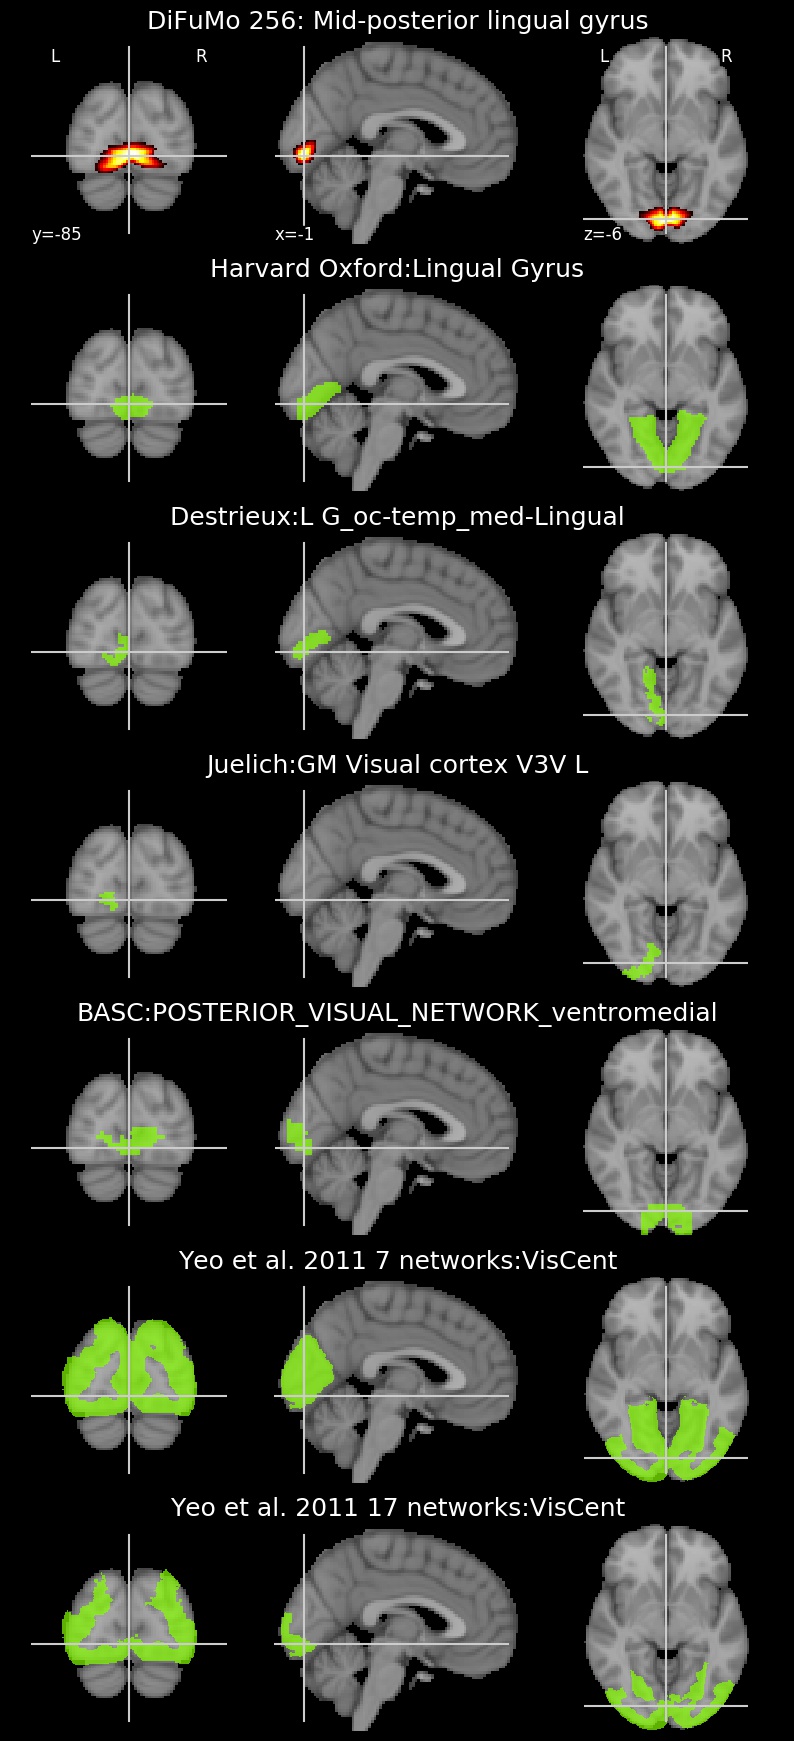 DiFuMo 256: Mid-posterior lingual gyrus
L R L R
y=-85 x=-1 z=-6
Harvard Oxford:Lingual Gyrus
Destrieux:L G_oc-temp_med-Lingual
Juelich:GM Visual cortex V3V L
BASC:POSTERIOR_VISUAL_NETWORK_ventromedial
Yeo et al. 2011 7 networks:VisCent
Yeo et al. 2011 17 networks:VisCent